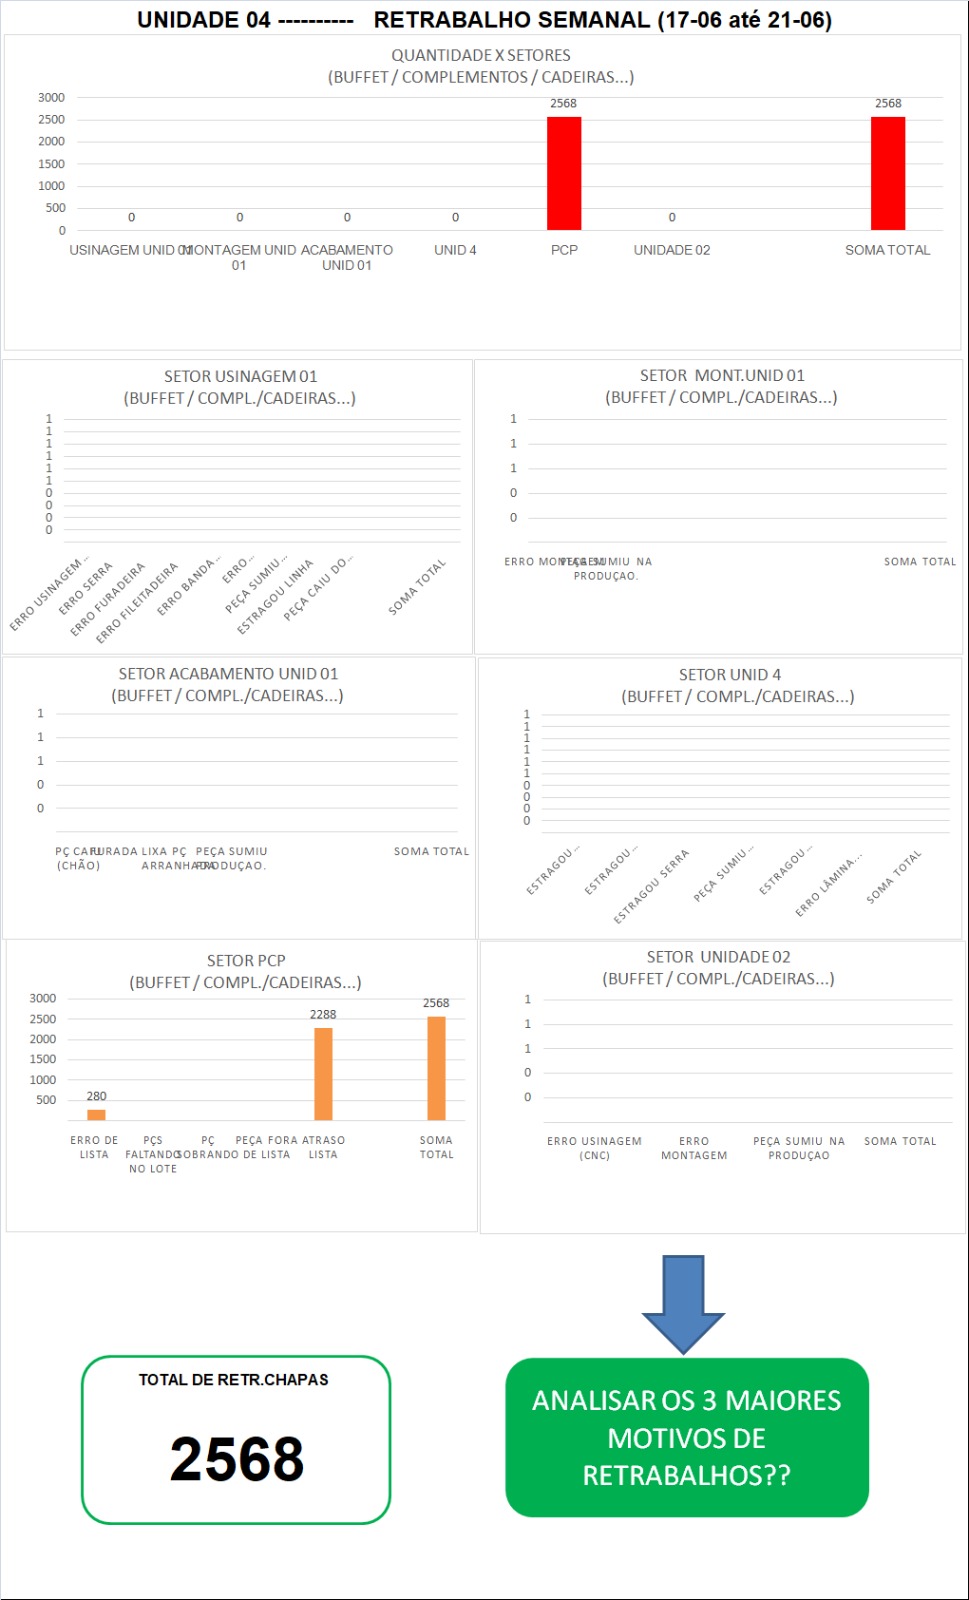 UNIDADE 04 ---------- RETRABALHO SEMANAL (17-06 até 21-06)
QUANTIDADE X SETORES
(BUFFET / COMPLEMENTOS / CADEIRAS...)
3000
2500
2000
1500
1000
500
0
0
0
0
0
2568
0
2568
USINAGEM UNID 01
MONTAGEM UNID
01
ACABAMENTO
UNID 01
UNID 4
PCP
UNIDADE 02
SOMA TOTAL
SETOR USINAGEM 01
(BUFFET / COMPL./CADEIRAS...)
1
1
1
1
1
1
0
0
0
0
ERRO USINAGEM...
ERRO SERRA
ERRO FURADEIRA
ERRO FILEITADEIRA
ERRO BANDA...
ERRO...
PEÇA SUMIU...
ESTRAGOU LINHA
PEÇA CAIU DO...
SOMA TOTAL
SETOR MONT.UNID 01
(BUFFET / COMPL./CADEIRAS...)
1
1
1
0
0
ERRO MONTAGEM
PEÇA SUMIU NA
PRODUÇAO.
SOMA TOTAL
SETOR ACABAMENTO UNID 01
(BUFFET / COMPL./CADEIRAS...)
1
1
1
0
0
PÇ CAIU
(CHÃO)
FURADA LIXA
PÇ
ARRANHADA
PEÇA SUMIU
PRODUÇAO.
SOMA TOTAL
SETOR UNID 4
(BUFFET / COMPL./CADEIRAS...)
1
1
1
1
1
1
0
0
0
0
ESTRAGOU...
ESTRAGOU...
ESTRAGOU SERRA
PEÇA SUMIU...
ESTRAGOU...
ERRO LÂMINA...
SOMA TOTAL
SETOR PCP
(BUFFET / COMPL./CADEIRAS...)
3000
2500
2000
1500
1000
500
280
2288
2568
ERRO DE
LISTA
PÇS
FALTANDO
NO LOTE
PÇ
SOBRANDO
PEÇA FORA
DE LISTA
ATRASO
LISTA
SOMA
TOTAL
SETOR UNIDADE 02
(BUFFET / COMPL./CADEIRAS...)
1
1
1
0
0
ERRO USINAGEM
(CNC)
ERRO
MONTAGEM
PEÇA SUMIU NA
PRODUÇAO
SOMA TOTAL
TOTAL DE RETR.CHAPAS
2568
ANALISAR OS 3 MAIORES
MOTIVOS DE
RETRABALHOS??